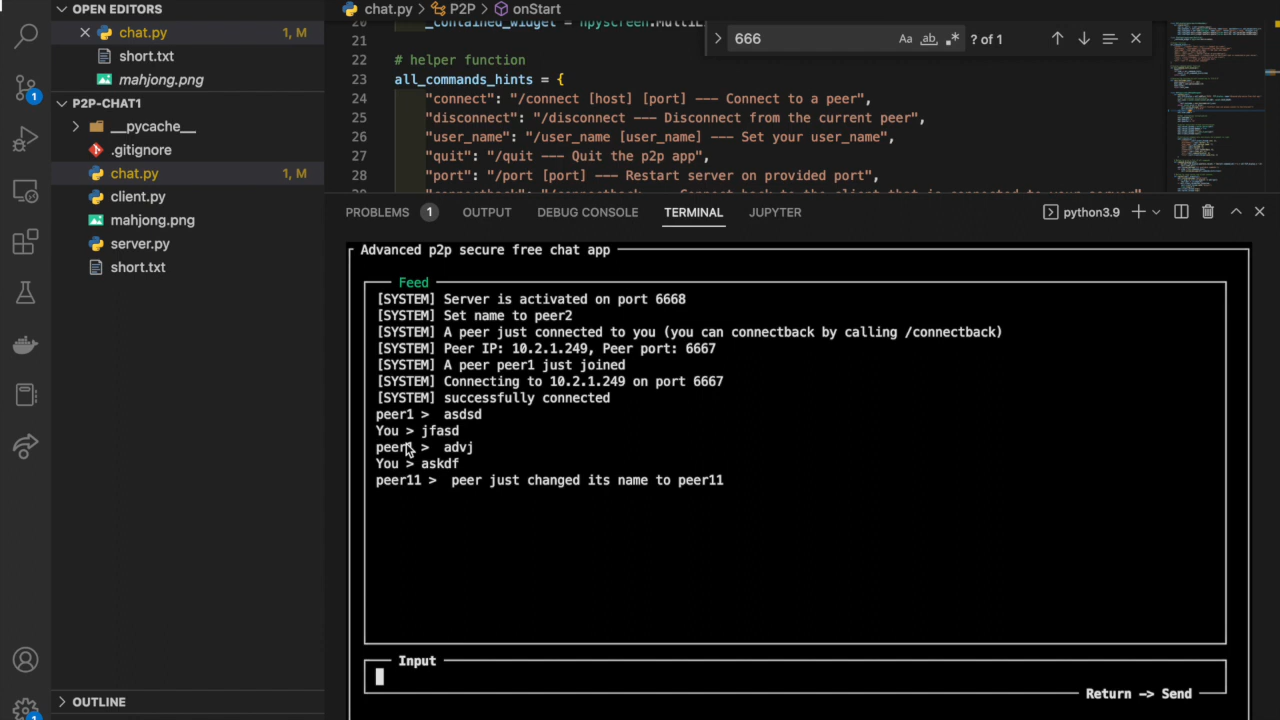 OPEN EDITORS
chat.py 1, M
short.txt
mahjong.png
P2P-CHAT1
__pycache__
.gitignore
chat.py 1, M
client.py
mahjong.png
server.py
short.txt
OUTLINE
1
1
chat.py > P2P > onStart
666
Aa ab ? of 1
21
22 # helper function
23 all_commands_hints = {
24 "connect": "/connect [host] [port] --- Connect to a peer",
25 "disconnect": "/disconnect --- Disconnect from the current peer",
26 "user_name": "/user_name [user_name] --- Set your user_name",
27 "quit": "/quit --- Quit the p2p app",
28 "port": "/port [port] --- Restart server on provided port",
PROBLEMS 1 OUTPUT DEBUG CONSOLE TERMINAL JUPYTER
python3.9
Advanced p2p secure free chat app
Feed
[SYSTEM] Server is activated on port 6668
[SYSTEM] Set name to peer2
[SYSTEM] A peer just connected to you (you can connectback by calling /connectback)
[SYSTEM] Peer IP: 10.2.1.249, Peer port: 6667
[SYSTEM] A peer peer1 just joined
[SYSTEM] Connecting to 10.2.1.249 on port 6667
[SYSTEM] successfully connected
peer1 > asdsd
You > jfasd
peer1 > advj
You > askdf
peer11 > peer just changed its name to peer11
Input
Return -> Send